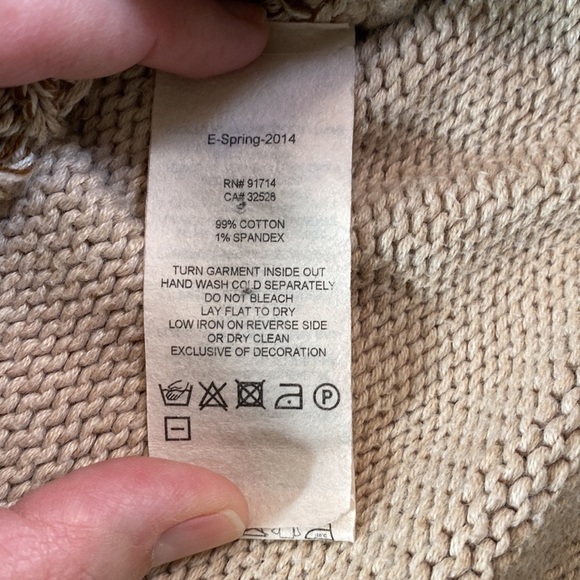 E-Spring-2014
RN# 91714
CA# 32528
99% COTTON
1% SPANDEX
TURN GARMENT INSIDE OUT
HAND WASH COLD SEPARATELY
DO NOT BLEACH
LAY FLAT TO DRY
LOW IRON ON REVERSE SIDE
OR DRY CLEAN
EXCLUSIVE OF DECORATION
P